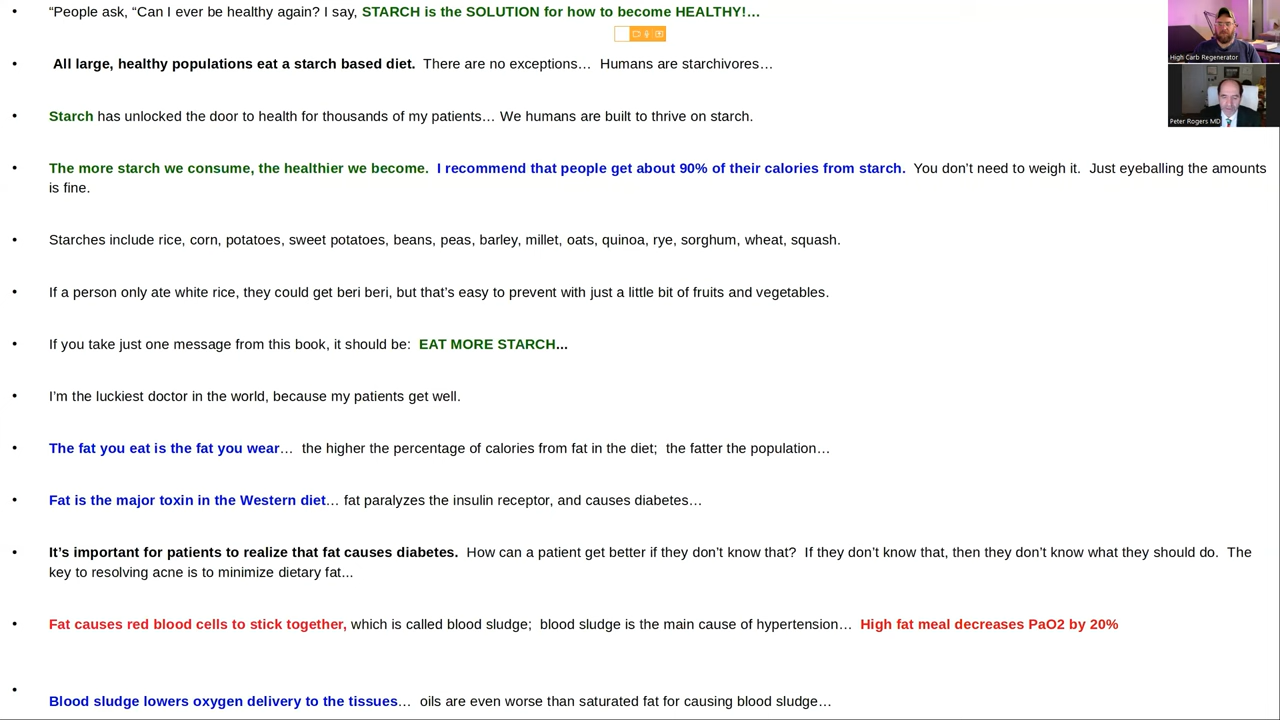 • “People ask, “Can I ever be healthy again? I say, STARCH is the SOLUTION for how to become HEALTHY!…
• All large, healthy populations eat a starch based diet.  There are no exceptions…  Humans are starchivores…
• Starch has unlocked the door to health for thousands of my patients… We humans are built to thrive on starch.
• The more starch we consume, the healthier we become.  I recommend that people get about 90% of their calories from starch.  You don’t need to weigh it.  Just eyeballing the amounts
is fine.
• Starches include rice, corn, potatoes, sweet potatoes, beans, peas, barley, millet, oats, quinoa, rye, sorghum, wheat, squash.
• If a person only ate white rice, they could get beri beri, but that’s easy to prevent with just a little bit of fruits and vegetables.
• If you take just one message from this book, it should be:  EAT MORE STARCH...
• I’m the luckiest doctor in the world, because my patients get well.
• The fat you eat is the fat you wear…  the higher the percentage of calories from fat in the diet;  the fatter the population…
• Fat is the major toxin in the Western diet… fat paralyzes the insulin receptor, and causes diabetes…
• It’s important for patients to realize that fat causes diabetes.  How can a patient get better if they don’t know that?  If they don’t know that, then they don’t know what they should do.  The
key to resolving acne is to minimize dietary fat...
• Fat causes red blood cells to stick together, which is called blood sludge;  blood sludge is the main cause of hypertension…  High fat meal decreases PaO2 by 20%
• Blood sludge lowers oxygen delivery to the tissues…  oils are even worse than saturated fat for causing blood sludge…
High Carb Regenerator
Peter Rogers MD